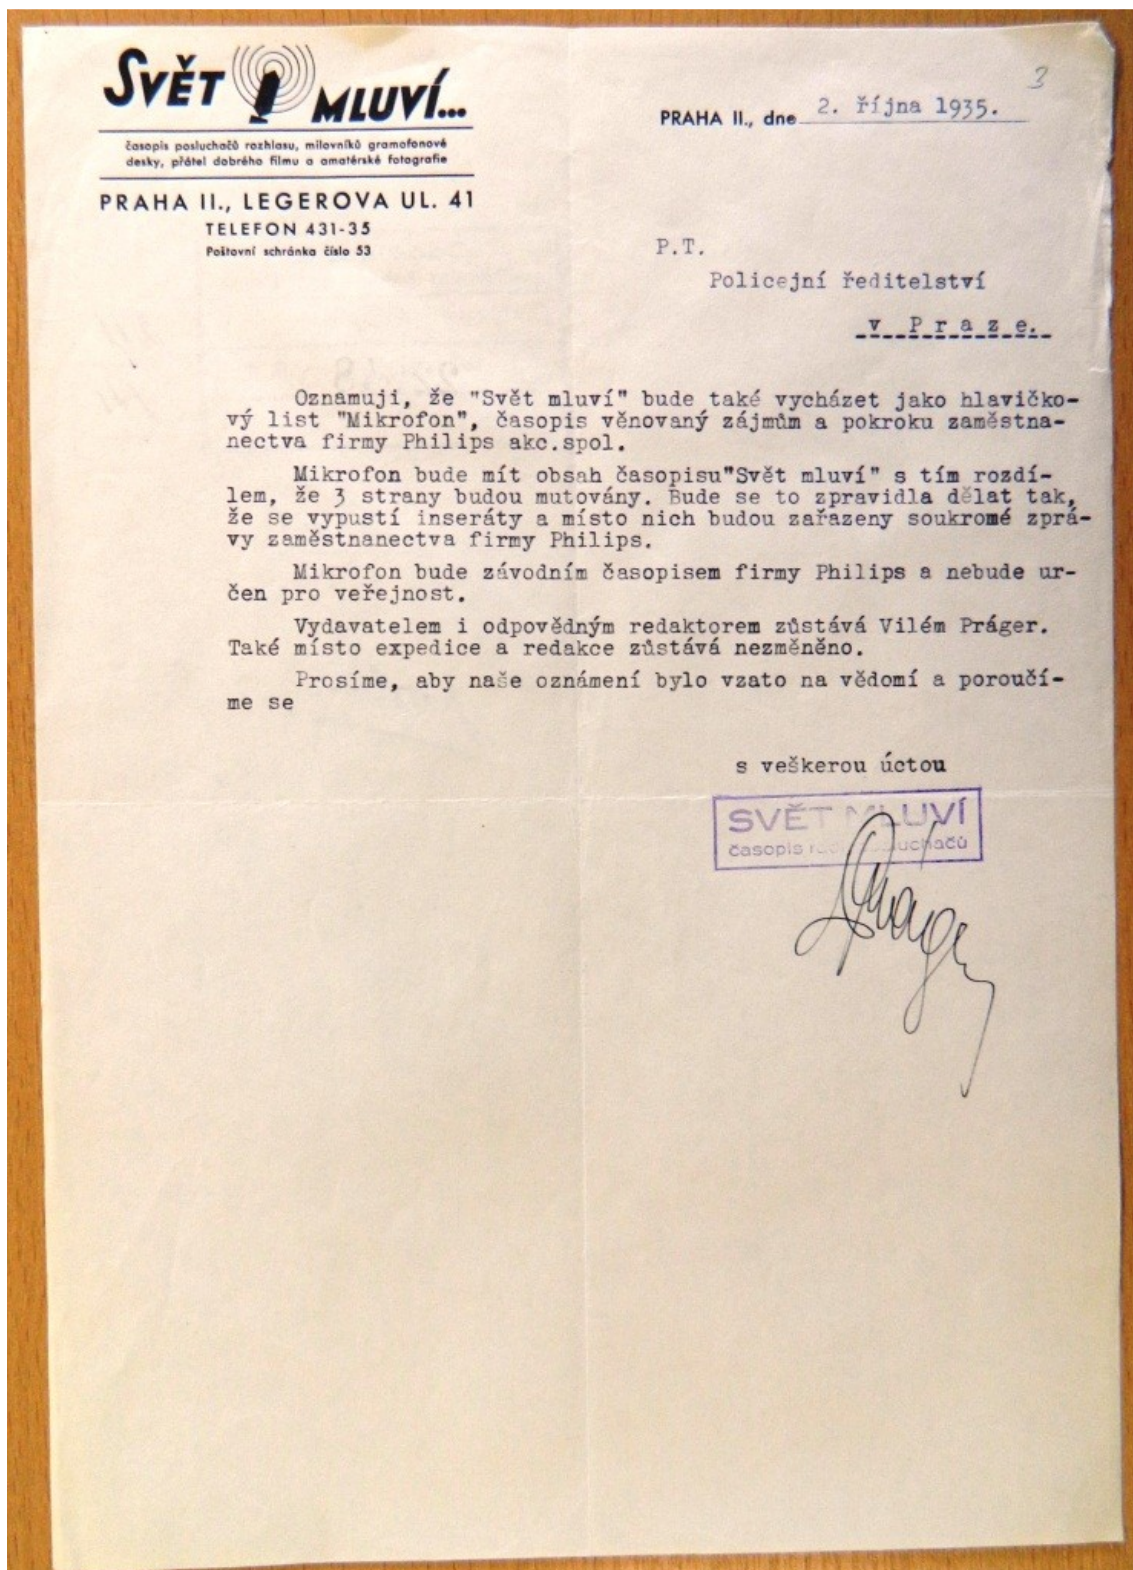 SVĚT MLUVÍ...
časopis posluchačů rozhlasu, milovníků gramofonové
desky, přátel dobrého filmu a amatérské fotografie
PRAHA II., LEGEROVA UL. 41
TELEFON 431-35
Poštovní schránka číslo 53
3
PRAHA II., dne 2. října 1935.
P.T.
Policejní ředitelství
v Praze.
Oznamuji, že "Svět mluví" bude také vycházet jako hlavičko-
vý list "Mikrofon", časopis věnovaný zájmům a pokroku zaměstna-
nectva firmy Philips akc.spol.
Mikrofon bude mít obsah časopisu"Svět mluví" s tím rozdí-
lem, že 3 strany budou mutovány. Bude se to zpravidla dělat tak,
že se vypustí inseráty a místo nich budou zařazeny soukromé zprá-
vy zaměstnanectva firmy Philips.
Mikrofon bude závodním časopisem firmy Philips a nebude ur-
čen pro veřejnost.
Vydavatelem i odpovědným redaktorem zůstává Vilém Práger.
Také místo expedice a redakce zůstává nezměněno.
Prosíme, aby naše oznámení bylo vzato na vědomí a poroučí-
me se
s veškerou úctou
SVĚT MLUVÍ
časopis
Práger